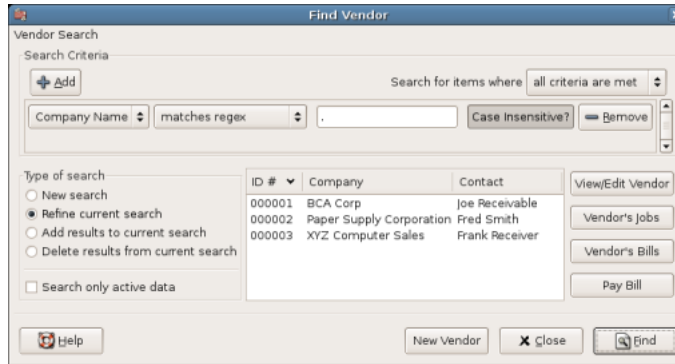 Find Vendor
Vendor Search
Search Criteria
Add
Search for items where all criteria are met
Company Name matches regex . Case Insensitive? Remove
Type of search
New search
Refine current search
Add results to current search
Delete results from current search
Search only active data
ID # Company Contact
000001 BCA Corp Joe Receivable
000002 Paper Supply Corporation Fred Smith
000003 XYZ Computer Sales Frank Receiver
View/Edit Vendor
Vendor's Jobs
Vendor's Bills
Pay Bill
Help New Vendor Close Find